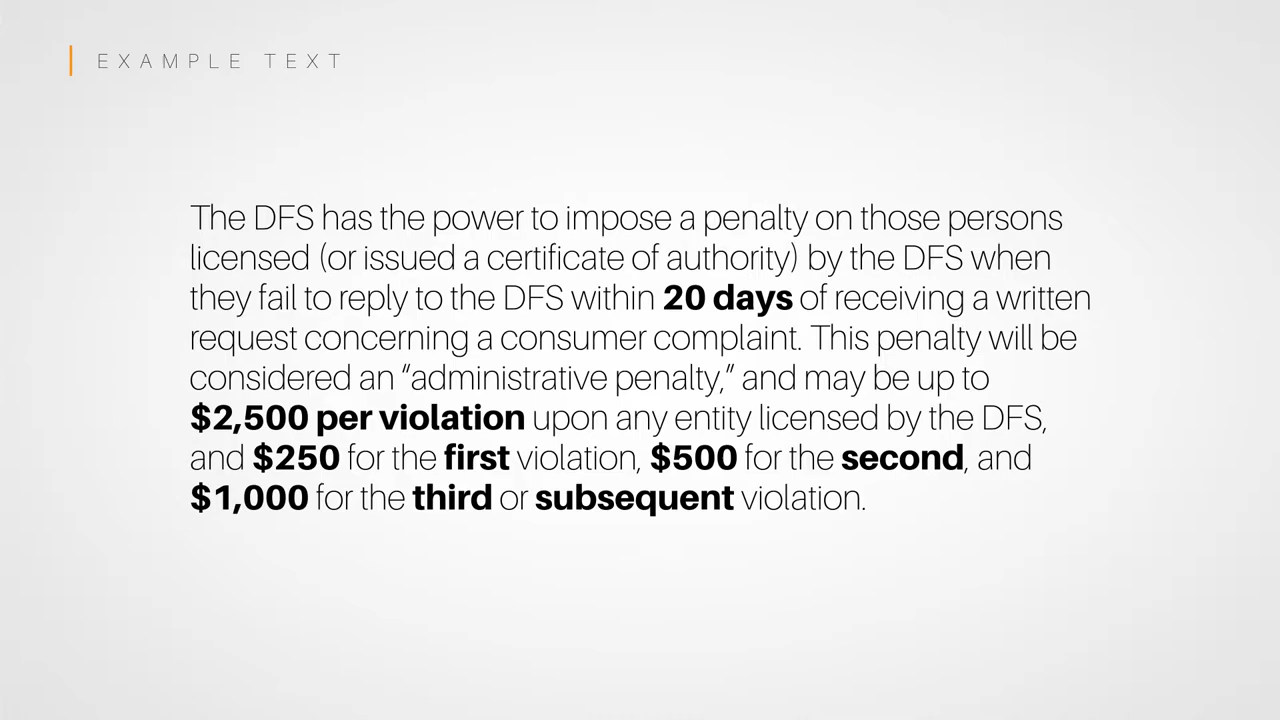 EXAMPLE TEXT
The DFS has the power to impose a penalty on those persons
licensed (or issued a certificate of authority) by the DFS when
they fail to reply to the DFS within 20 days of receiving a written
request concerning a consumer complaint. This penalty will be
considered an “administrative penalty,” and may be up to
$2,500 per violation upon any entity licensed by the DFS,
and $250 for the first violation, $500 for the second, and
$1,000 for the third or subsequent violation.